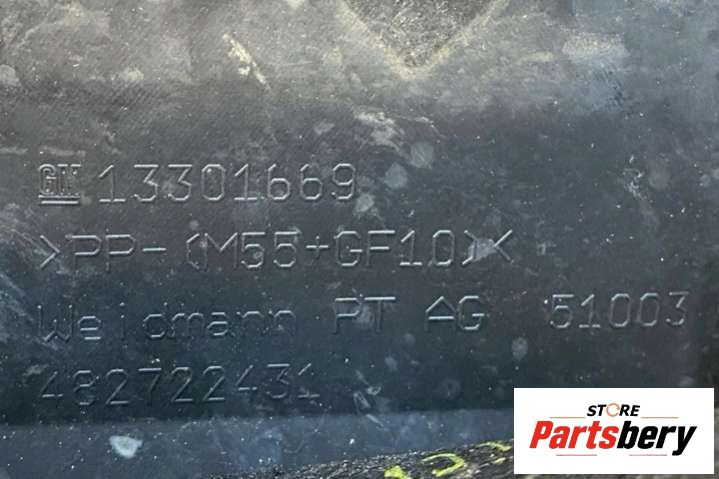 GM 13301669
>PP-(M55+GF10)<
Weidmann PT AG 51003
482722431
STORE
Partsbery